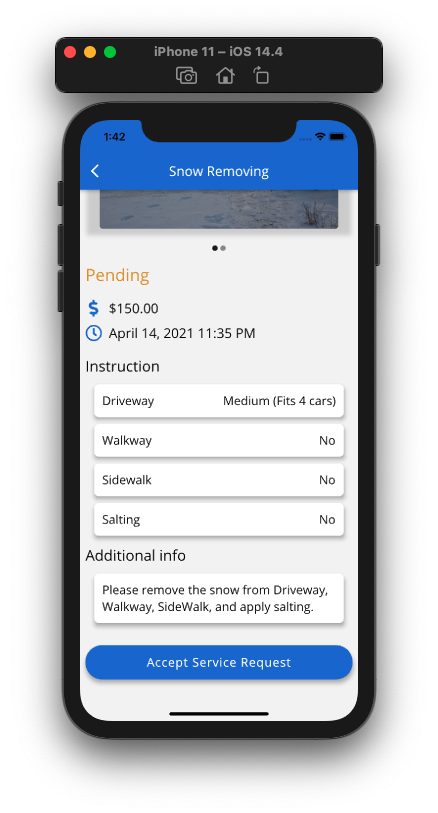 iPhone 11 – iOS 14.4
1:42
Snow Removing
Pending
$ $150.00
April 14, 2021 11:35 PM
Instruction
Driveway Medium (Fits 4 cars)
Walkway No
Sidewalk No
Salting No
Additional info
Please remove the snow from Driveway,
Walkway, SideWalk, and apply salting.
Accept Service Request